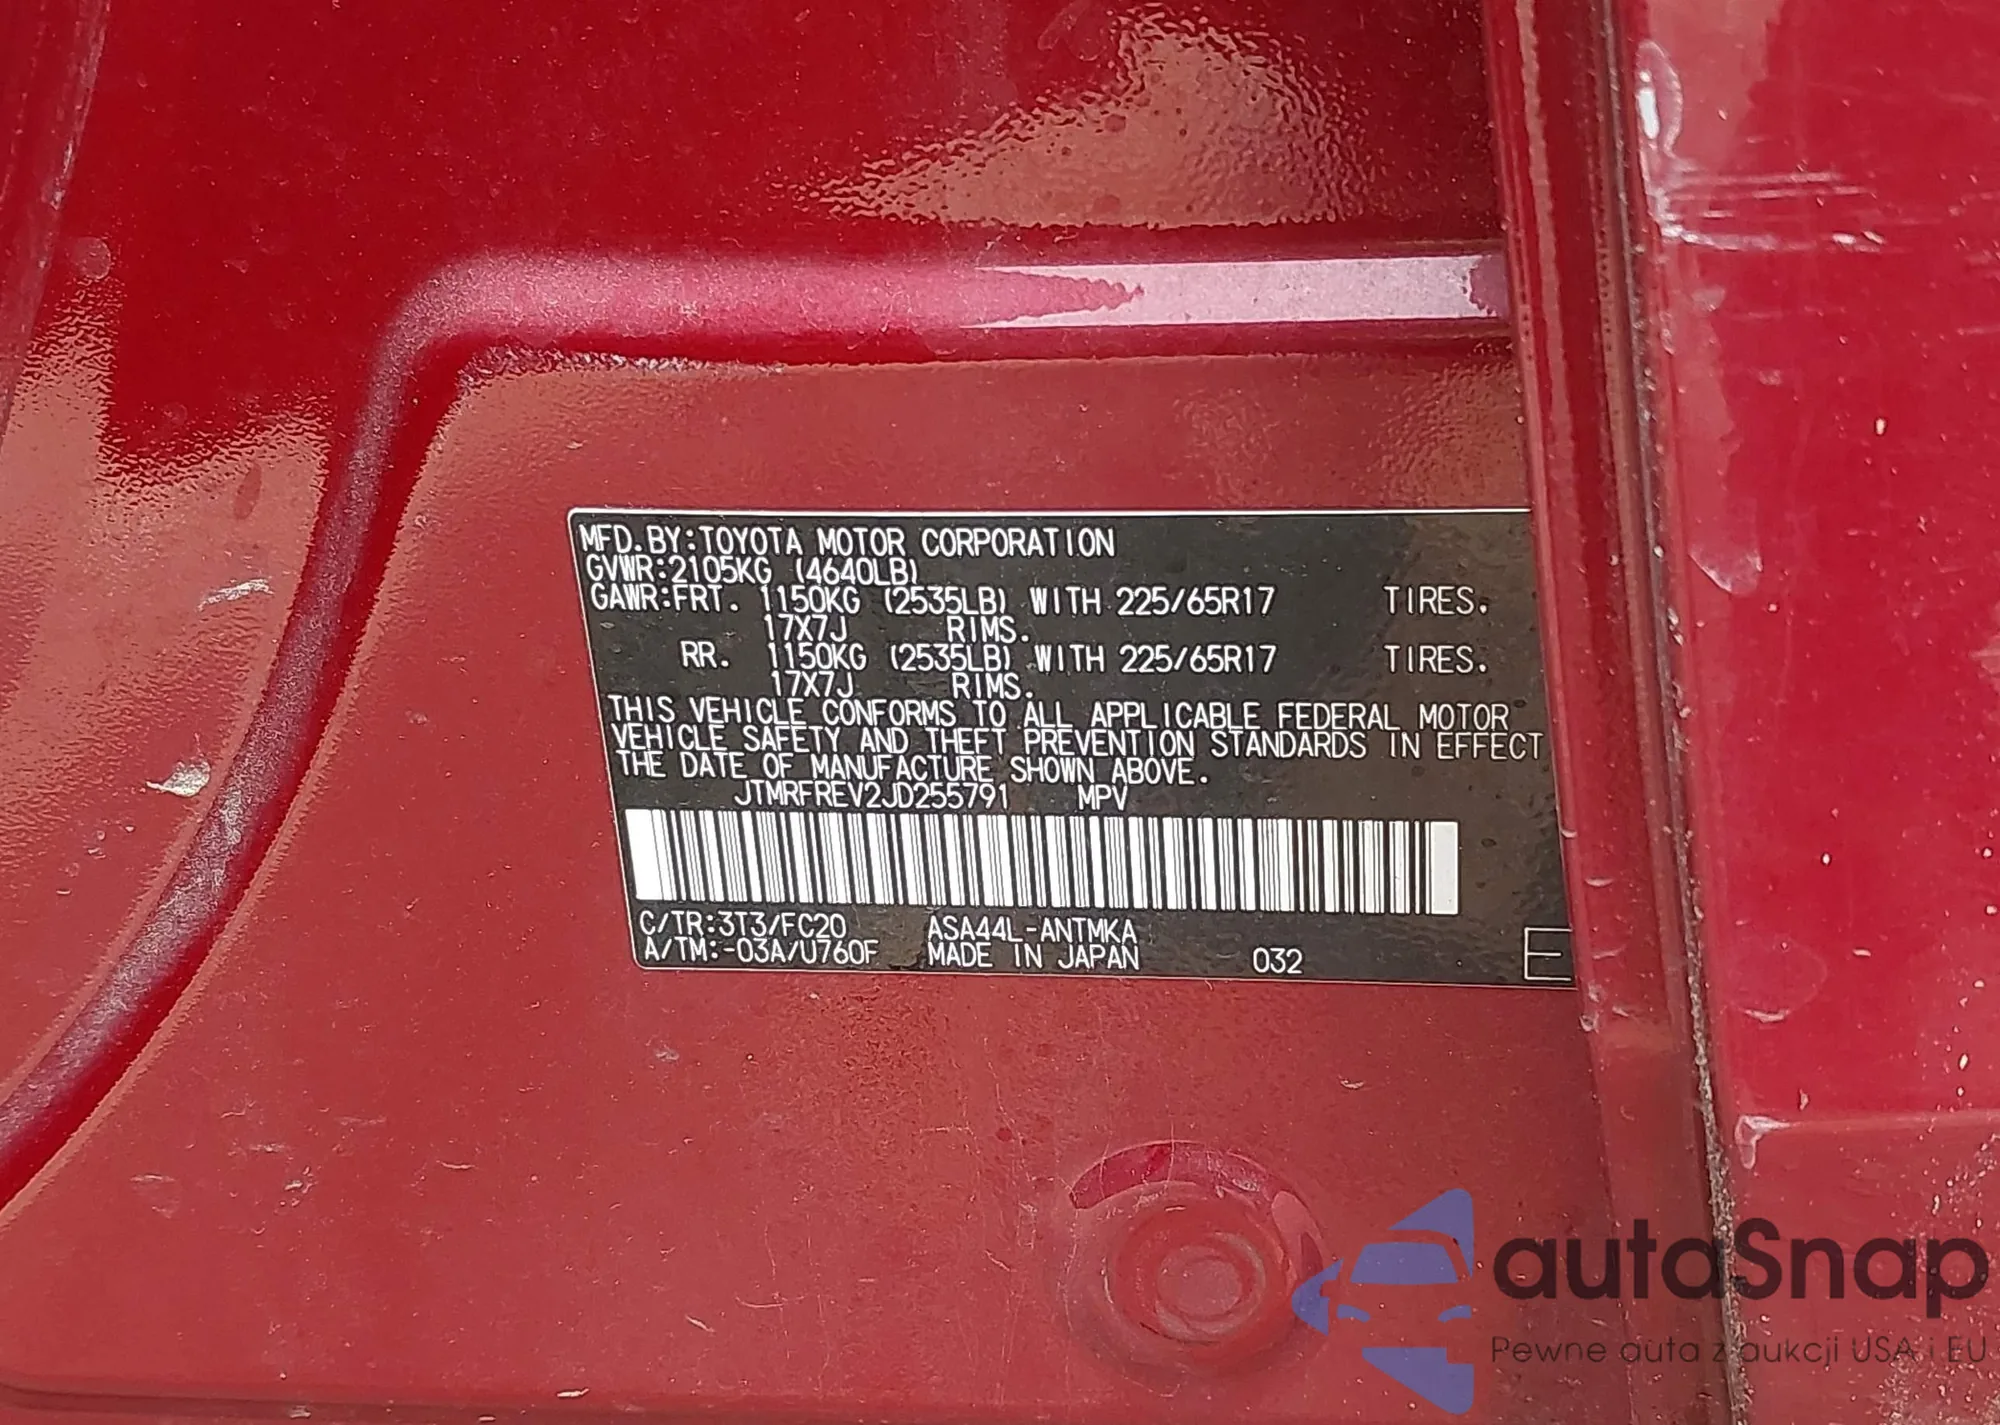 MFD.BY:TOYOTA MOTOR CORPORATION
GVWR:2105KG (4640LB)
GAWR:FRT. 1150KG (2535LB) WITH 225/65R17 TIRES.
17X7J RIMS.
RR. 1150KG (2535LB) WITH 225/65R17 TIRES.
17X7J RIMS.
THIS VEHICLE CONFORMS TO ALL APPLICABLE FEDERAL MOTOR
VEHICLE SAFETY AND THEFT PREVENTION STANDARDS IN EFFECT
THE DATE OF MANUFACTURE SHOWN ABOVE.
JTMRFREV2JD255791 MPV
C/TR:3T3/FC20 ASA44L-ANTMKA
A/TM:-03A/U760F MADE IN JAPAN 032 E
autoSnap
Pewne auta z aukcji USA i EU